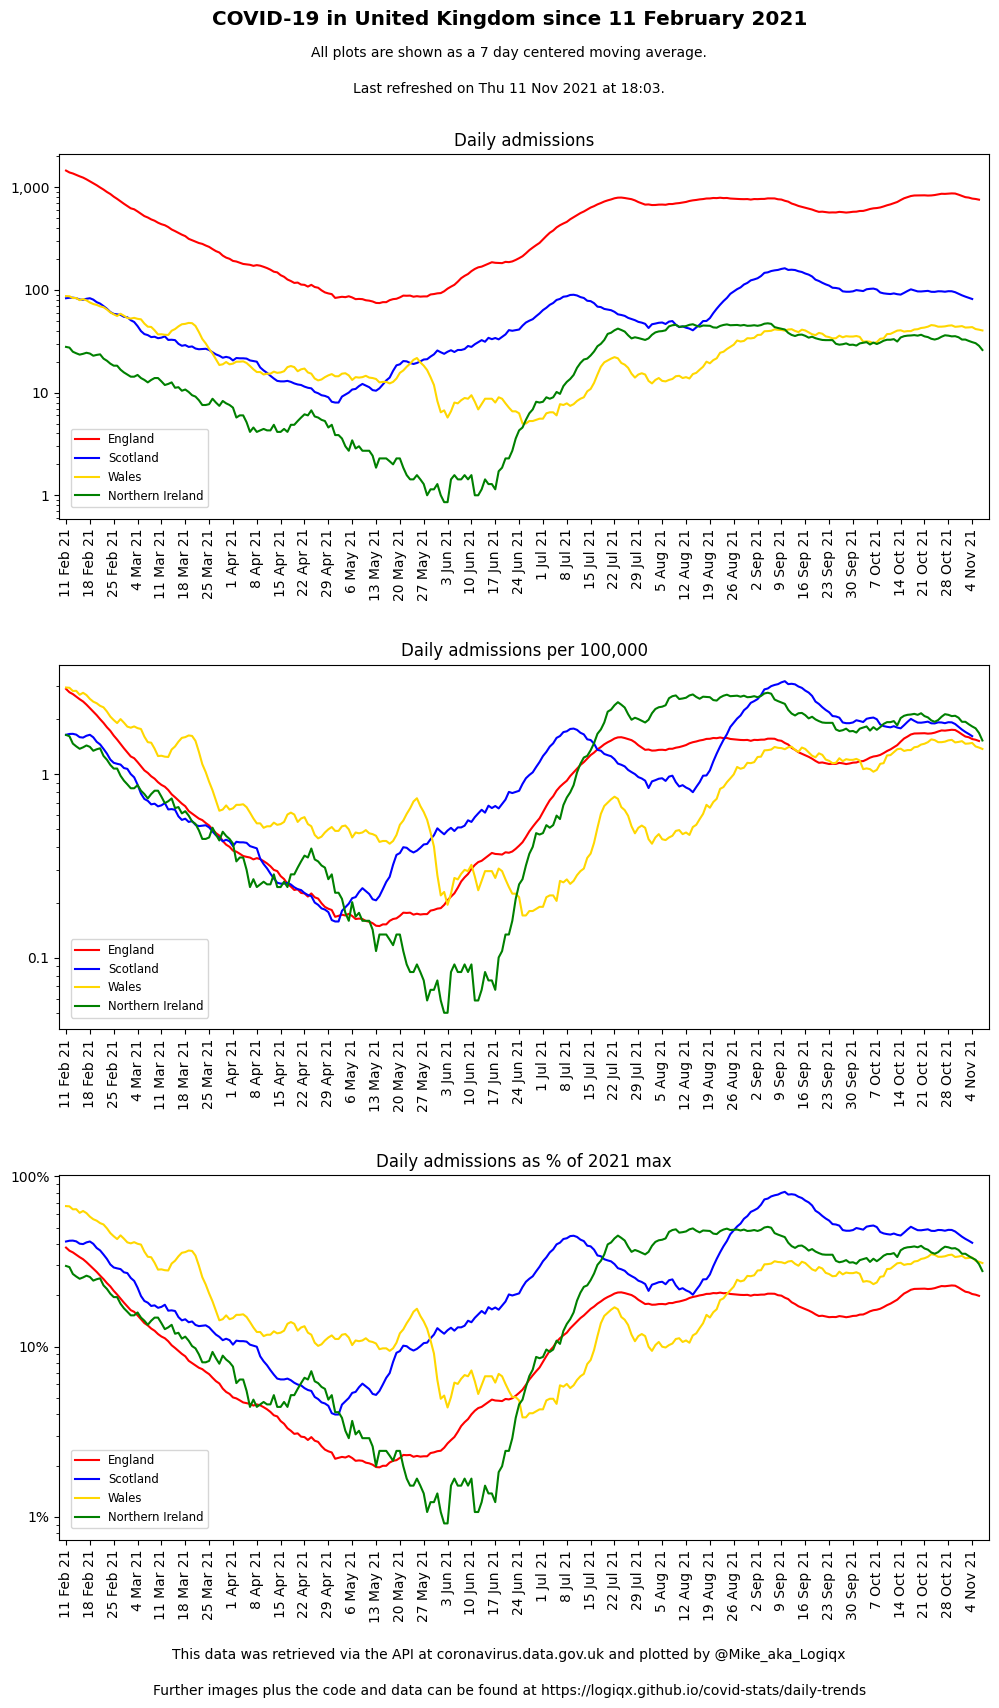 COVID-19 in United Kingdom since 11 February 2021
All plots are shown as a 7 day centered moving average.
Last refreshed on Thu 11 Nov 2021 at 18:03.
Daily admissions
1,000
100
10
1
England
Scotland
Wales
Northern Ireland
11 Feb 21
18 Feb 21
25 Feb 21
4 Mar 21
11 Mar 21
18 Mar 21
25 Mar 21
1 Apr 21
8 Apr 21
15 Apr 21
22 Apr 21
29 Apr 21
6 May 21
13 May 21
20 May 21
27 May 21
3 Jun 21
10 Jun 21
17 Jun 21
24 Jun 21
1 Jul 21
8 Jul 21
15 Jul 21
22 Jul 21
29 Jul 21
5 Aug 21
12 Aug 21
19 Aug 21
26 Aug 21
2 Sep 21
9 Sep 21
16 Sep 21
23 Sep 21
30 Sep 21
7 Oct 21
14 Oct 21
21 Oct 21
28 Oct 21
4 Nov 21
Daily admissions per 100,000
1
0.1
England
Scotland
Wales
Northern Ireland
11 Feb 21
18 Feb 21
25 Feb 21
4 Mar 21
11 Mar 21
18 Mar 21
25 Mar 21
1 Apr 21
8 Apr 21
15 Apr 21
22 Apr 21
29 Apr 21
6 May 21
13 May 21
20 May 21
27 May 21
3 Jun 21
10 Jun 21
17 Jun 21
24 Jun 21
1 Jul 21
8 Jul 21
15 Jul 21
22 Jul 21
29 Jul 21
5 Aug 21
12 Aug 21
19 Aug 21
26 Aug 21
2 Sep 21
9 Sep 21
16 Sep 21
23 Sep 21
30 Sep 21
7 Oct 21
14 Oct 21
21 Oct 21
28 Oct 21
4 Nov 21
Daily admissions as % of 2021 max
100%
10%
1%
England
Scotland
Wales
Northern Ireland
11 Feb 21
18 Feb 21
25 Feb 21
4 Mar 21
11 Mar 21
18 Mar 21
25 Mar 21
1 Apr 21
8 Apr 21
15 Apr 21
22 Apr 21
29 Apr 21
6 May 21
13 May 21
20 May 21
27 May 21
3 Jun 21
10 Jun 21
17 Jun 21
24 Jun 21
1 Jul 21
8 Jul 21
15 Jul 21
22 Jul 21
29 Jul 21
5 Aug 21
12 Aug 21
19 Aug 21
26 Aug 21
2 Sep 21
9 Sep 21
16 Sep 21
23 Sep 21
30 Sep 21
7 Oct 21
14 Oct 21
21 Oct 21
28 Oct 21
4 Nov 21
This data was retrieved via the API at coronavirus.data.gov.uk and plotted by @Mike_aka_Logiqx
Further images plus the code and data can be found at https://logiqx.github.io/covid-stats/daily-trends